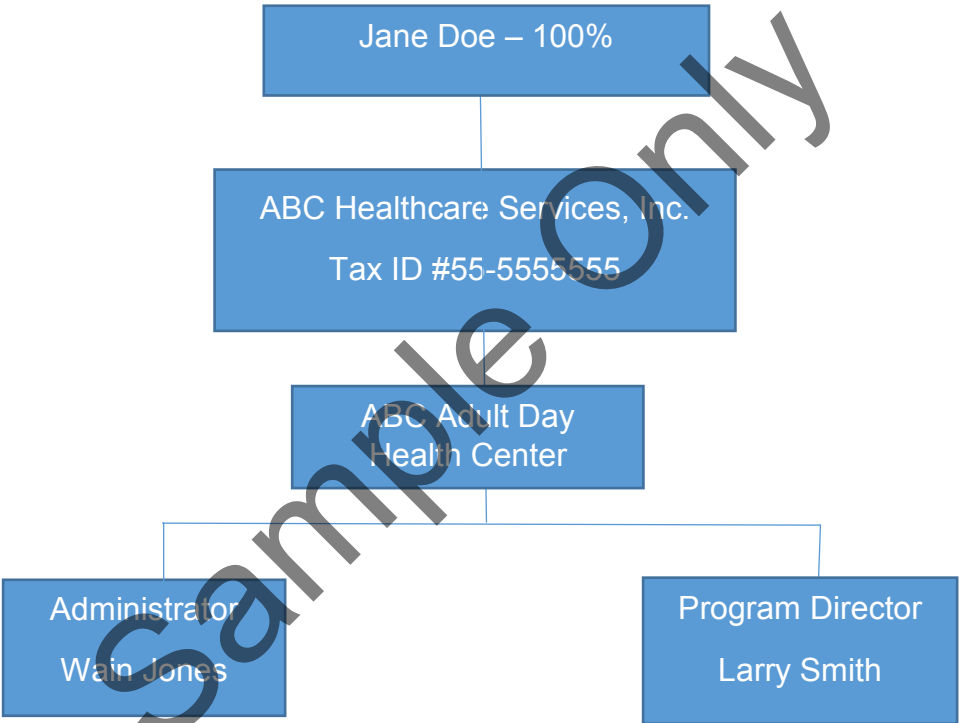 Jane Doe – 100%
ABC Healthcare Services, Inc.
Tax ID #55-5555555
ABC Adult Day
Health Center
Administrator
Wain Jones
Program Director
Larry Smith
Sample Only